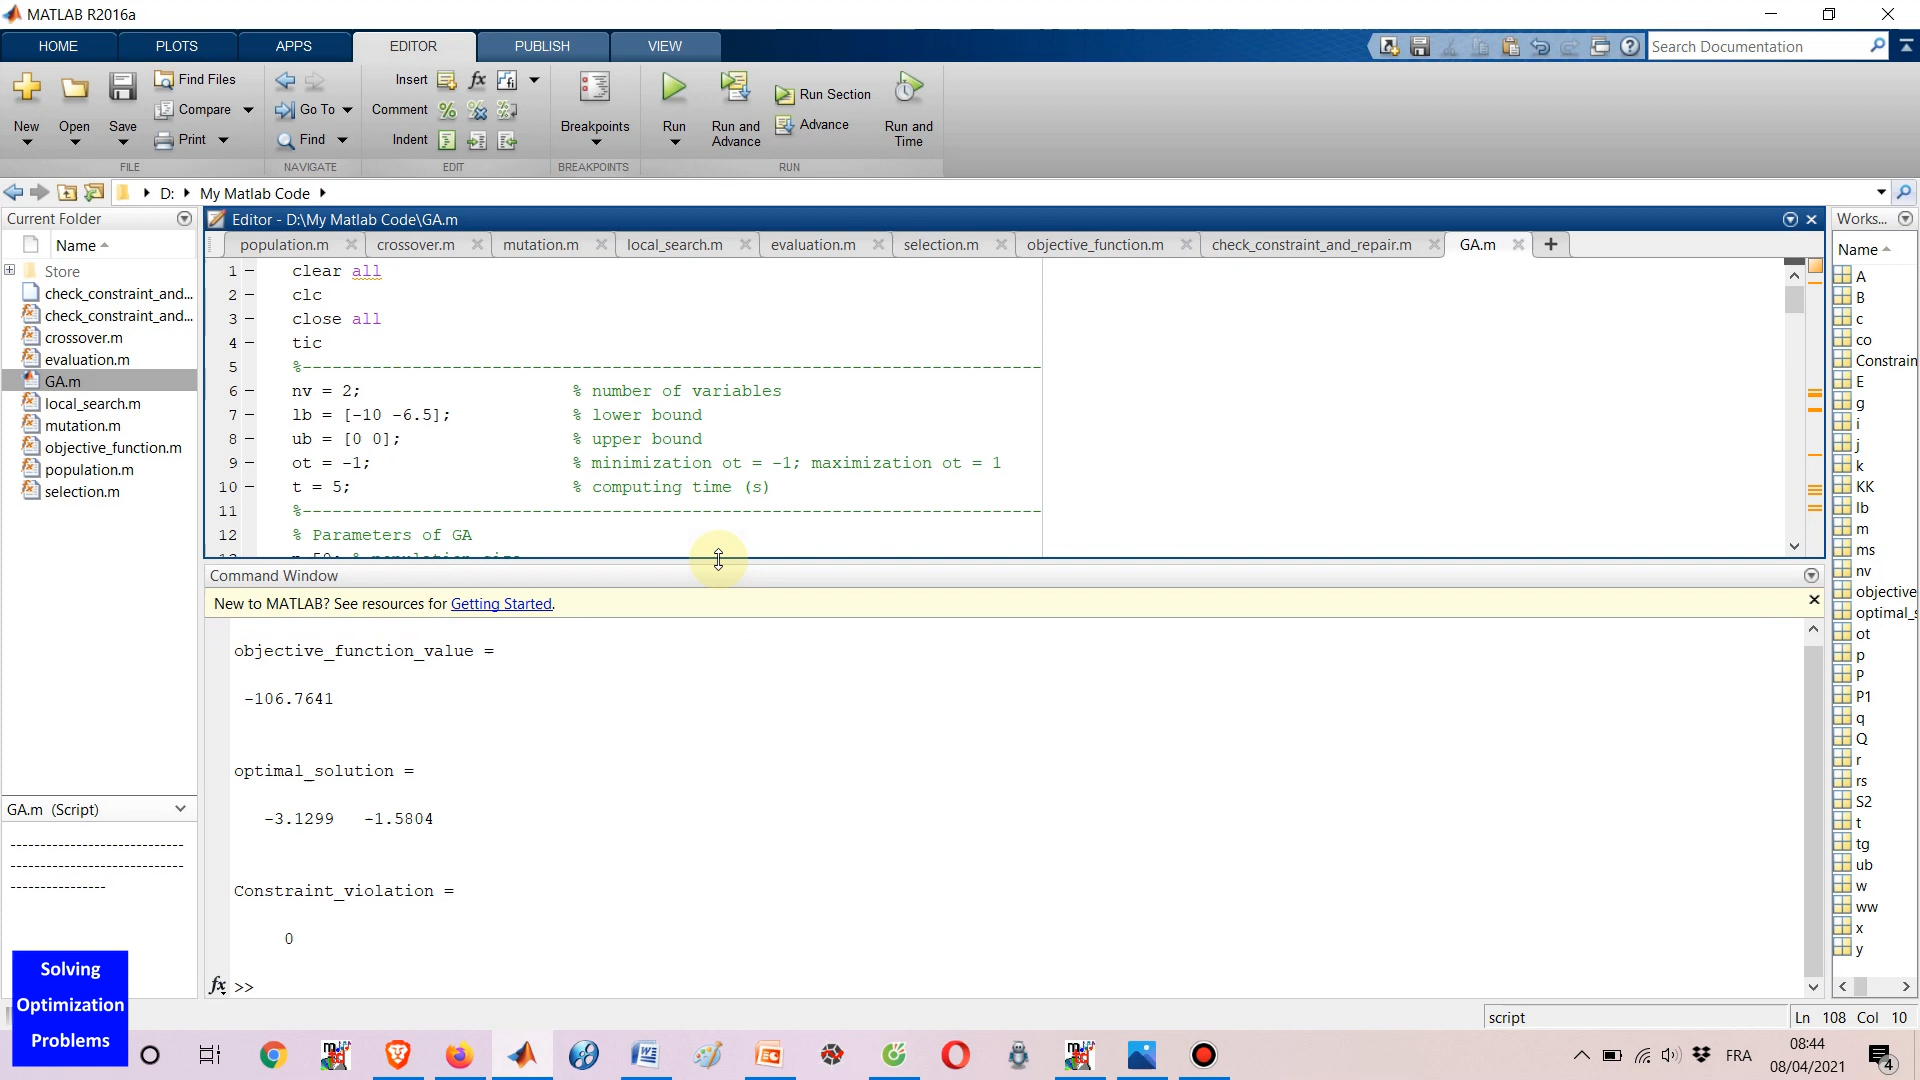 MATLAB R2016a
HOME
PLOTS
APPS
EDITOR
PUBLISH
VIEW
Search Documentation
New
Open
Save
Find Files
Compare
Print
Go To
Find
Insert
Comment
Indent
fx
Breakpoints
Run
Run and Advance
Run Section
Advance
Run and Time
FILE
NAVIGATE
EDIT
BREAKPOINTS
RUN
D: My Matlab Code
Current Folder
Name
Store
check_constraint_and...
check_constraint_and...
crossover.m
evaluation.m
GA.m
local_search.m
mutation.m
objective_function.m
population.m
selection.m
GA.m (Script)
Editor - D:\My Matlab Code\GA.m
population.m
crossover.m
mutation.m
local_search.m
evaluation.m
selection.m
objective_function.m
check_constraint_and_repair.m
GA.m
1 - clear all
2 - clc
3 - close all
4 - tic
5 %--------------------------------------------------------------------------
6 - nv = 2; % number of variables
7 - lb = [-10 -6.5]; % lower bound
8 - ub = [0 0]; % upper bound
9 - ot = -1; % minimization ot = -1; maximization ot = 1
10 - t = 5; % computing time (s)
11 %--------------------------------------------------------------------------
12 % Parameters of GA
Command Window
New to MATLAB? See resources for Getting Started.
objective_function_value =
-106.7641
optimal_solution =
-3.1299 -1.5804
Constraint_violation =
0
fx >>
Works...
Name
A
B
c
co
Constrain
E
g
i
j
k
KK
lb
m
ms
nv
objective
optimal_s
ot
p
P
P1
q
Q
r
rs
S2
t
tg
ub
w
ww
x
y
script
Ln 108 Col 10
Solving
Optimization
Problems
FRA
08:44
08/04/2021
4